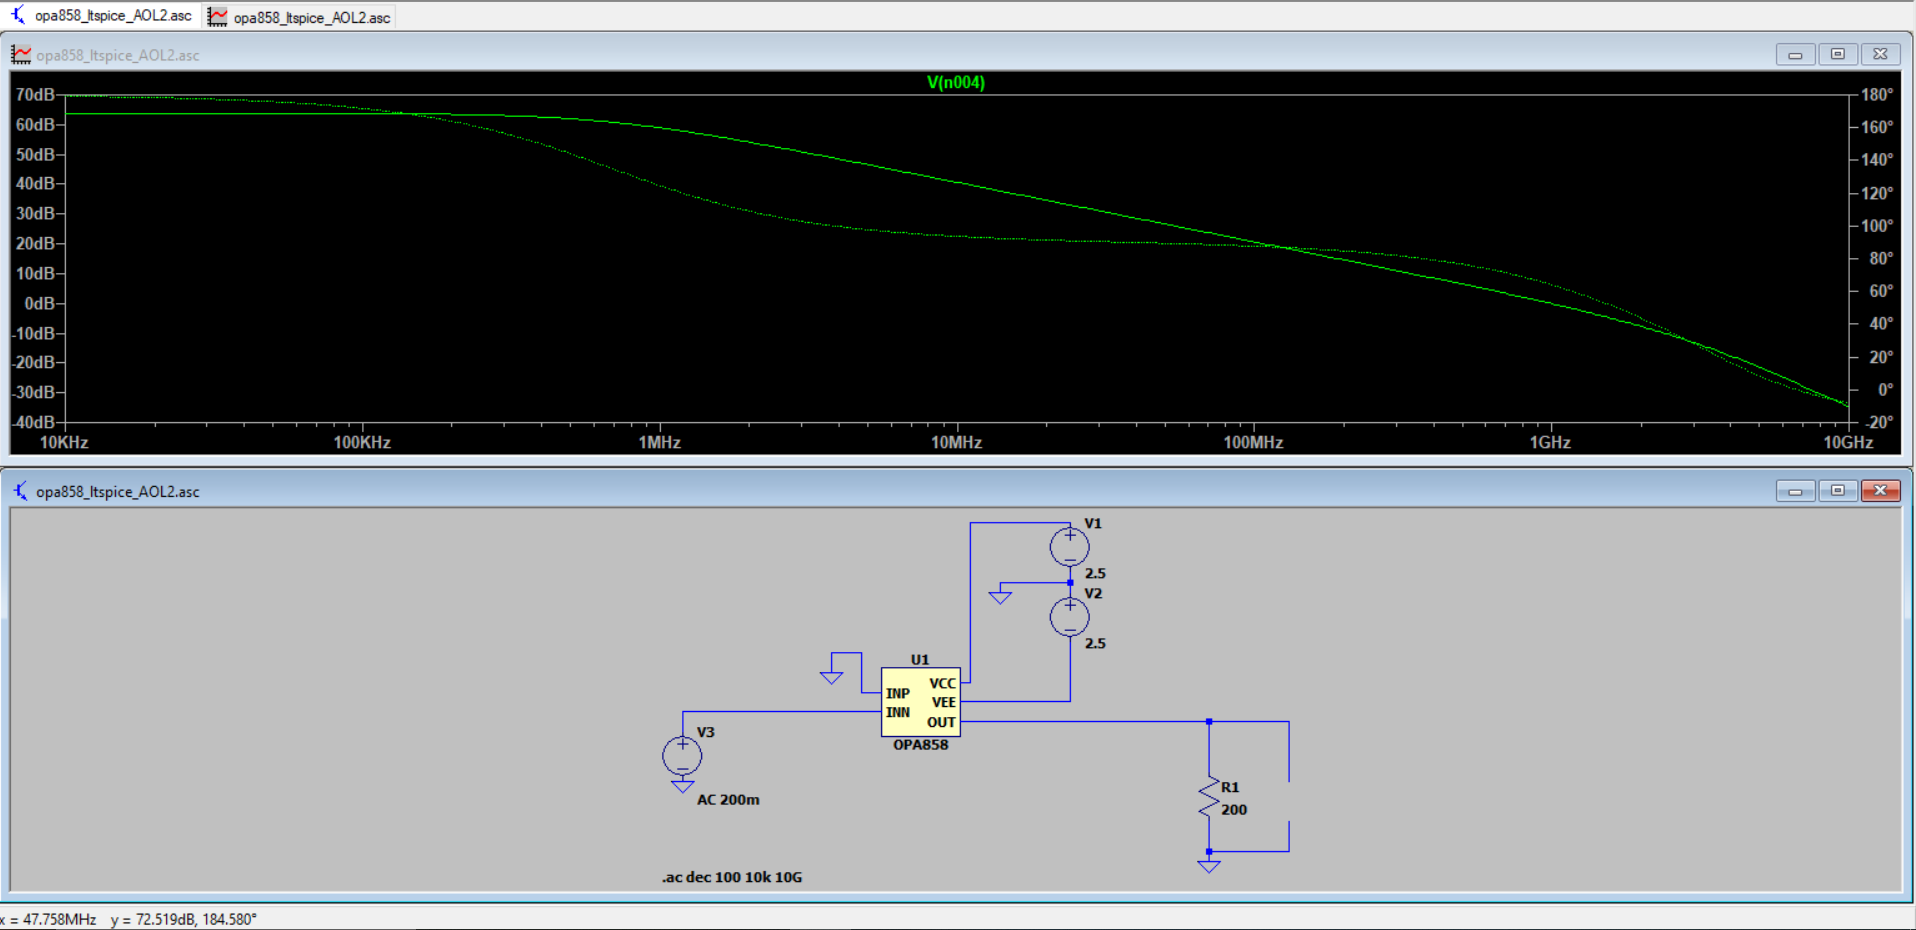 opa858_ltspice_AOL2.asc opa858_ltspice_AOL2.asc
opa858_ltspice_AOL2.asc
V(n004)
70dB 180°
60dB 160°
50dB 140°
40dB 120°
30dB 100°
20dB 80°
10dB 60°
0dB 40°
-10dB 20°
-20dB 0°
-30dB -20°
-40dB
10KHz 100KHz 1MHz 10MHz 100MHz 1GHz 10GHz
opa858_ltspice_AOL2.asc
V1
2.5
V2
2.5
U1
VCC
INP
VEE
INN
OUT
OPA858
V3
AC 200m
R1
200
.ac dec 100 10k 10G
x = 47.758MHz y = 72.519dB, 184.580°